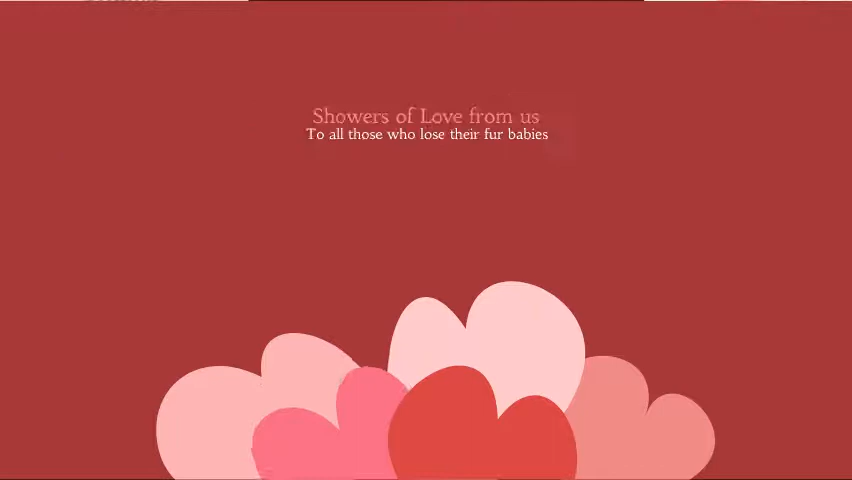 Showers of Love from us
To all those who lose their fur babies